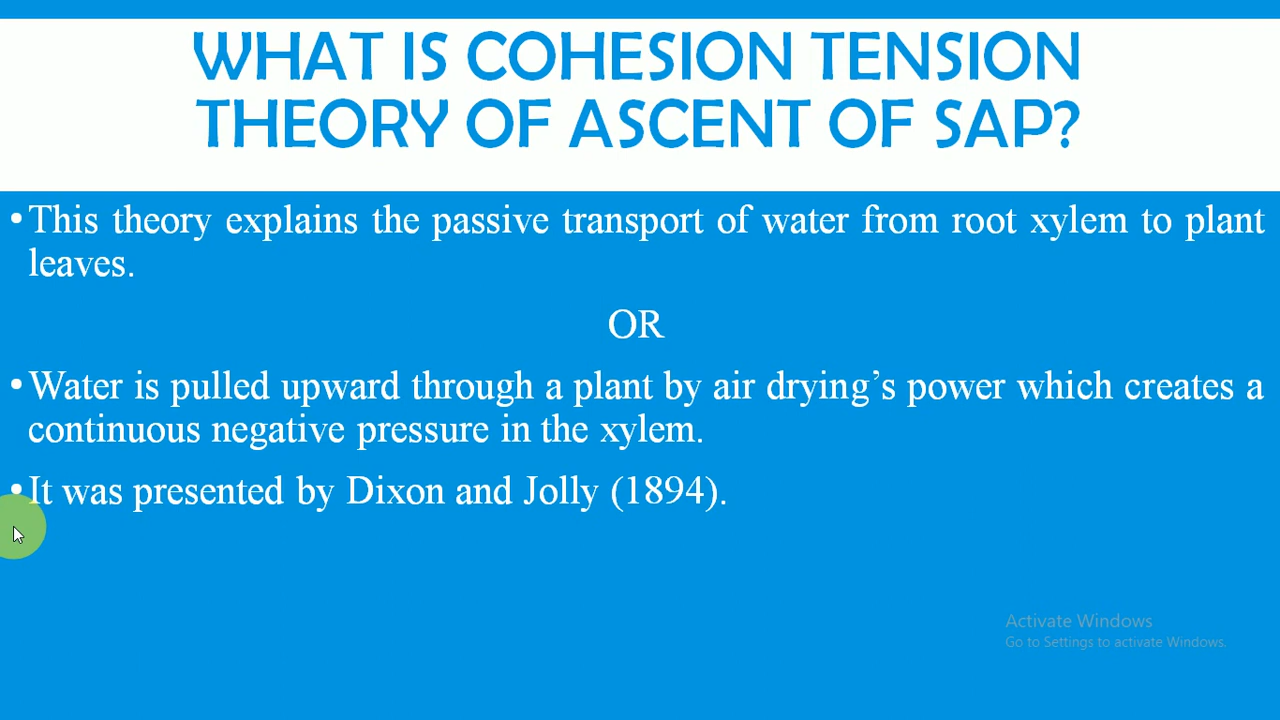 WHAT IS COHESION TENSION
THEORY OF ASCENT OF SAP?
•This theory explains the passive transport of water from root xylem to plant
leaves.
OR
•Water is pulled upward through a plant by air drying’s power which creates a
continuous negative pressure in the xylem.
•It was presented by Dixon and Jolly (1894).
Activate Windows
Go to Settings to activate Windows.